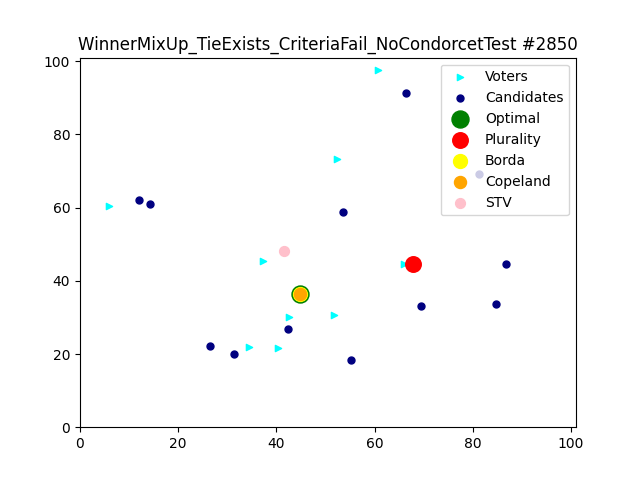 WinnerMixUp_TieExists_CriteriaFail_NoCondorcetTest #2850
100
80
60
40
20
0
0 20 40 60 80 100
Voters
Candidates
Optimal
Plurality
Borda
Copeland
STV